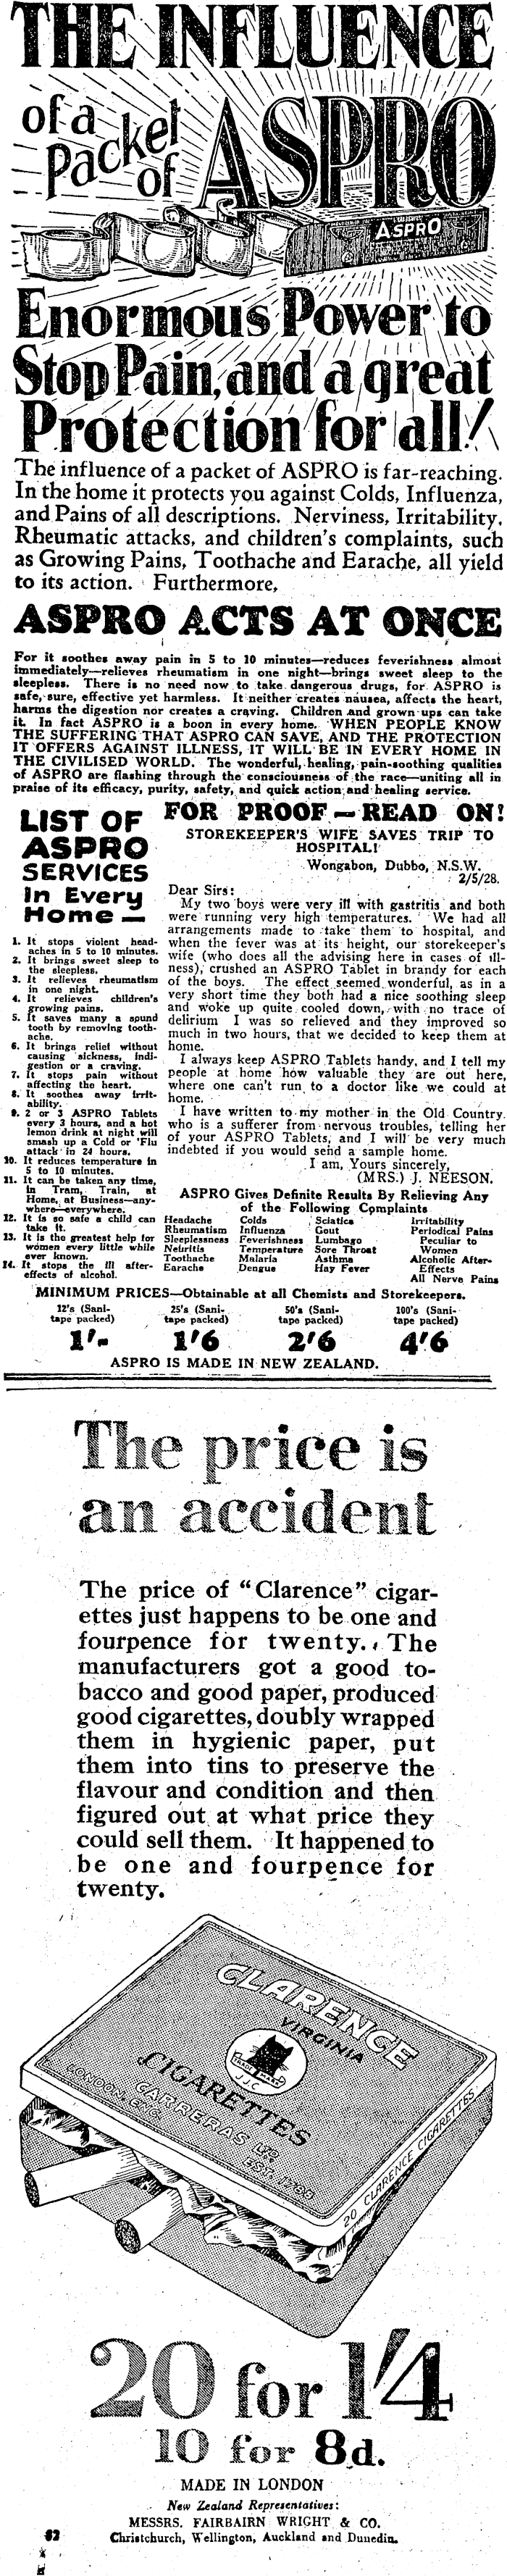 THE INFLUENCE
of a
Packet
of
ASPRO
ASPRO
Enormous Power to
Stop Pain, and a great
Protection for all!
The influence of a packet of ASPRO is far-reaching.
In the home it protects you against Colds, Influenza,
and Pains of all descriptions. Nerviness, Irritability,
Rheumatic attacks, and children's complaints, such
as Growing Pains, Toothache and Earache, all yield
to its action. Furthermore,
ASPRO ACTS AT ONCE
For it soothes away pain in 5 to 10 minutes—reduces feverishness almost
immediately—relieves rheumatism in one night—brings sweet sleep to the
sleepless. There is no need now to take dangerous drugs, for ASPRO is
safe, sure, effective yet harmless. It neither creates nausea, affects the heart,
harms the digestion nor creates a craving. Children and grown ups can take
it. In fact ASPRO is a boon in every home. WHEN PEOPLE KNOW
THE SUFFERING THAT ASPRO CAN SAVE, AND THE PROTECTION
IT OFFERS AGAINST ILLNESS, IT WILL BE IN EVERY HOME IN
THE CIVILISED WORLD. The wonderful, healing, pain-soothing qualities
of ASPRO are flashing through the consciousness of the race—uniting all in
praise of its efficacy, purity, safety, and quick action and healing service.
LIST OF
ASPRO
SERVICES
In Every
Home—
1. It stops violent head-
aches in 5 to 10 minutes.
2. It brings sweet sleep to
the sleepless.
3. It relieves rheumatism
in one night.
4. It relieves children's
growing pains.
5. It saves many a sound
tooth by removing tooth-
ache.
6. It brings relief without
causing sickness, indi-
gestion or a craving.
7. It stops pain without
affecting the heart.
8. It soothes away irrit-
ability.
9. 2 or 3 ASPRO Tablets
every 3 hours, and a hot
lemon drink at night will
smash up a Cold or 'Flu
attack in 24 hours.
10. It reduces temperature in
5 to 10 minutes.
11. It can be taken any time,
in Tram, Train, at
Home, at Business—any-
where—everywhere.
12. It is so safe a child can
take it.
13. It is the greatest help for
women every little while
ever known.
14. It stops the ill after-
effects of alcohol.
FOR PROOF—READ ON!
STOREKEEPER'S WIFE SAVES TRIP TO
HOSPITAL!
Wongabon, Dubbo, N.S.W.
2/5/28.
Dear Sirs:
My two boys were very ill with gastritis and both
were running very high temperatures. We had all
arrangements made to take them to hospital, and
when the fever was at its height, our storekeeper's
wife (who does all the advising here in cases of ill-
ness), crushed an ASPRO Tablet in brandy for each
of the boys. The effect seemed wonderful, as in a
very short time they both had a nice soothing sleep
and woke up quite cooled down, with no trace of
delirium I was so relieved and they improved so
much in two hours, that we decided to keep them at
home.
I always keep ASPRO Tablets handy, and I tell my
people at home how valuable they are out here,
where one can't run to a doctor like we could at
home.
I have written to my mother in the Old Country
who is a sufferer from nervous troubles, telling her
of your ASPRO Tablets, and I will be very much
indebted if you would send a sample home.
I am, Yours sincerely,
(MRS.) J. NEESON.
ASPRO Gives Definite Results By Relieving Any
of the Following Complaints
Headache
Rheumatism
Sleeplessness
Neuritis
Toothache
Earache
Colds
Influenza
Feverishness
Temperature
Malaria
Dengue
Sciatica
Gout
Lumbago
Sore Throat
Asthma
Hay Fever
Irritability
Periodical Pains
Peculiar to
Women
Alcoholic After-
Effects
All Nerve Pains
MINIMUM PRICES—Obtainable at all Chemists and Storekeepers.
12's (Sani-
tape packed)
1'-
25's (Sani-
tape packed)
1'6
50's (Sani-
tape packed)
2'6
100's (Sani-
tape packed)
4'6
ASPRO IS MADE IN NEW ZEALAND.
The price is
an accident
The price of "Clarence" cigar-
ettes just happens to be one and
fourpence for twenty. The
manufacturers got a good to-
bacco and good paper, produced
good cigarettes, doubly wrapped
them in hygienic paper, put
them into tins to preserve the
flavour and condition and then
figured out at what price they
could sell them. It happened to
be one and fourpence for
twenty.
CLARENCE
VIRGINIA
TRADE MARK
J.J.C
CIGARETTES
CARRERAS LTD
LONDON, ENG.
EST. 1788
20 CLARENCE CIGARETTES
20 for 1'4
10 for 8d.
MADE IN LONDON
New Zealand Representatives:
MESSRS. FAIRBAIRN WRIGHT & CO.
Christchurch, Wellington, Auckland and Dunedin.